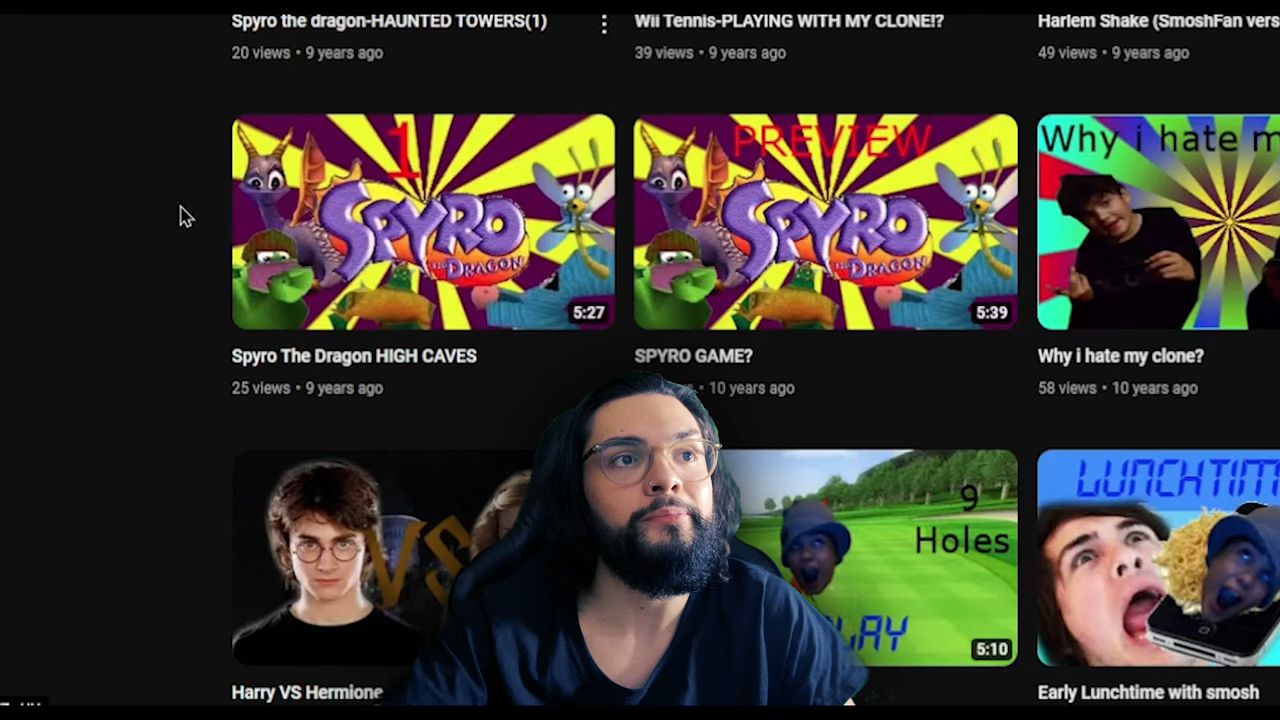 Spyro the dragon-HAUNTED TOWERS(1)
Wii Tennis-PLAYING WITH MY CLONE!?
Harlem Shake (SmoshFan vers
20 views • 9 years ago
39 views • 9 years ago
49 views • 9 years ago
1
SPYRO
THE DRAGON
5:27
PREVIEW
SPYRO
THE DRAGON
5:39
Why i hate m
Spyro The Dragon HIGH CAVES
SPYRO GAME?
Why i hate my clone?
25 views • 9 years ago
• 10 years ago
58 views • 10 years ago
VS
9
Holes
LAY
5:10
LUNCHTIM
Harry VS Hermione
Early Lunchtime with smosh